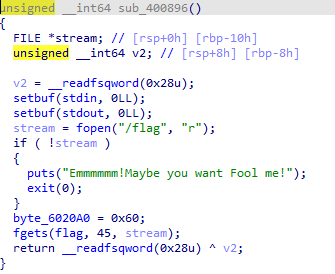 unsigned __int64 sub_400896()
{
FILE *stream; // [rsp+0h] [rbp-10h]
unsigned __int64 v2; // [rsp+8h] [rbp-8h]
v2 = __readfsqword(0x28u);
setbuf(stdin, 0LL);
setbuf(stdout, 0LL);
stream = fopen("/flag", "r");
if ( !stream )
{
puts("Emmmmmm!Maybe you want Fool me!");
exit(0);
}
byte_6020A0 = 0x60;
fgets(flag, 45, stream);
return __readfsqword(0x28u) ^ v2;
}